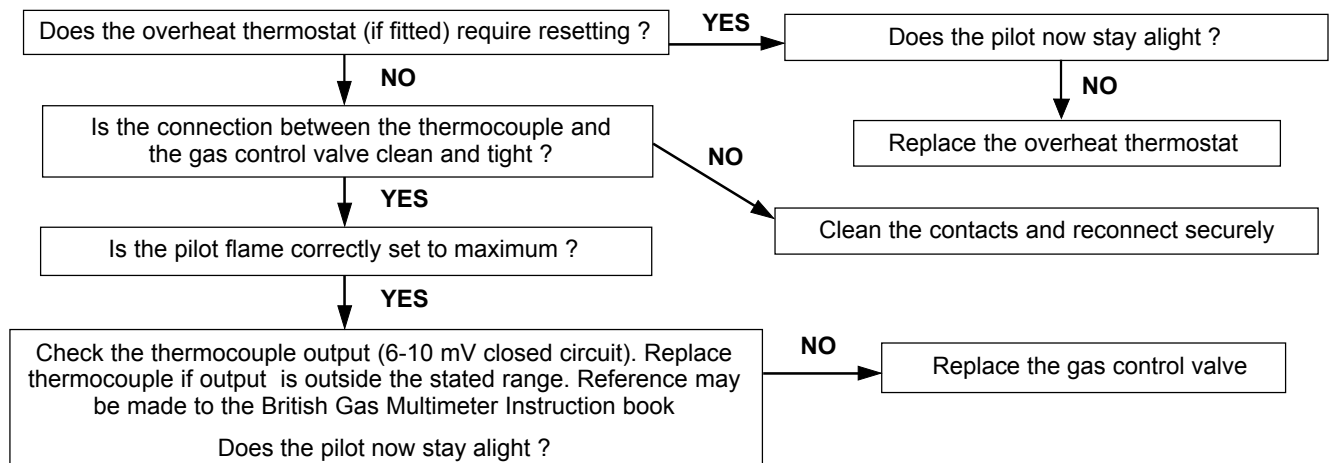 Does the overheat thermostat (if fitted) require resetting ?
YES
Does the pilot now stay alight ?
NO
NO
Is the connection between the thermocouple and
the gas control valve clean and tight ?
Replace the overheat thermostat
NO
YES
Clean the contacts and reconnect securely
Is the pilot flame correctly set to maximum ?
YES
Check the thermocouple output (6-10 mV closed circuit). Replace
thermocouple if output is outside the stated range. Reference may
be made to the British Gas Multimeter Instruction book
Does the pilot now stay alight ?
NO
Replace the gas control valve